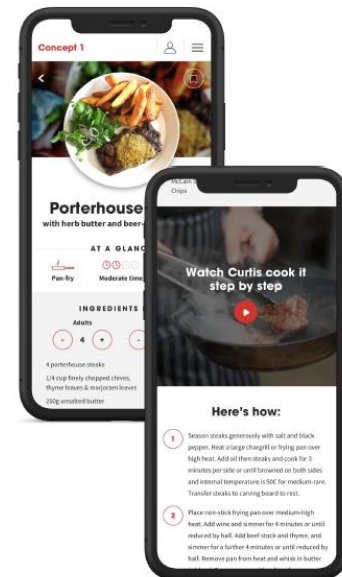 Concept 1
Porterhouse
with herb butter and beer-
AT A GLANC
Pan-fry
Moderate time
INGREDIENTS
Adults
- 4 + -
4 porterhouse steaks
1/4 cup finely chopped chives,
thyme leaves & marjoram leaves
250g unsalted butter
Chips
Watch Curtis cook it
step by step
Here's how:
1
Season steaks generously with salt and black
pepper. Heat a large chargrill or frying pan over
high heat. Add oil then steaks and cook for 3
minutes per side or until browned on both sides
and internal temperature is 50C for medium-rare.
Transfer steaks to carving board to rest.
2
Place non-stick frying pan over medium-high
heat. Add wine and simmer for 4 minutes or until
reduced by half. Add beef stock and thyme, and
simmer for a further 4 minutes or until reduced by
half. Remove pan from heat and whisk in butter